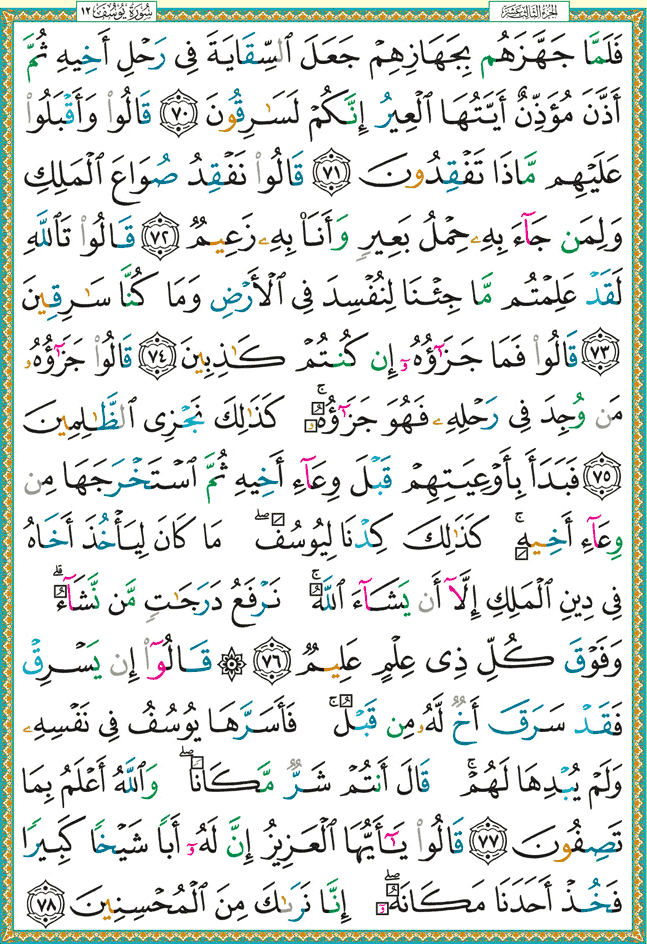 الجزء الثالث عشر
سورة يوسف ١٢
فَلَمَّا جَهَّزَهُم بِجَهَازِهِمْ جَعَلَ ٱلسِّقَايَةَ فِى رَحْلِ أَخِيهِ ثُمَّ
أَذَّنَ مُؤَذِّنٌ أَيَّتُهَا ٱلْعِيرُ إِنَّكُمْ لَسَـٰرِقُونَ ٧٠ قَالُوا۟ وَأَقْبَلُوا۟
عَلَيْهِم مَّاذَا تَفْقِدُونَ ٧١ قَالُوا۟ نَفْقِدُ صُوَاعَ ٱلْمَلِكِ
وَلِمَن جَآءَ بِهِۦ حِمْلُ بَعِيرٍ وَأَنَا۠ بِهِۦ زَعِيمٌ ٧٢ قَالُوا۟ تَٱللَّهِ
لَقَدْ عَلِمْتُم مَّا جِئْنَا لِنُفْسِدَ فِى ٱلْأَرْضِ وَمَا كُنَّا سَـٰرِقِينَ
٧٣ قَالُوا۟ فَمَا جَزَٰٓؤُهُۥٓ إِن كُنتُمْ كَـٰذِبِينَ ٧٤ قَالُوا۟ جَزَٰٓؤُهُۥ
مَن وُجِدَ فِى رَحْلِهِۦ فَهُوَ جَزَٰٓؤُهُۥ ۚ كَذَٰلِكَ نَجْزِى ٱلظَّـٰلِمِينَ
٧٥ فَبَدَأَ بِأَوْعِيَتِهِمْ قَبْلَ وِعَآءِ أَخِيهِ ثُمَّ ٱسْتَخْرَجَهَا مِن
وِعَآءِ أَخِيهِ ۚ كَذَٰلِكَ كِدْنَا لِيُوسُفَ ۖ مَا كَانَ لِيَأْخُذَ أَخَاهُ
فِى دِينِ ٱلْمَلِكِ إِلَّآ أَن يَشَآءَ ٱللَّهُ ۚ نَرْفَعُ دَرَجَـٰتٍ مَّن نَّشَآءُ ۗ
وَفَوْقَ كُلِّ ذِى عِلْمٍ عَلِيمٌ ٧٦ ۞ قَالُوٓا۟ إِن يَسْرِقْ
فَقَدْ سَرَقَ أَخٌ لَّهُۥ مِن قَبْلُ ۚ فَأَسَرَّهَا يُوسُفُ فِى نَفْسِهِۦ
وَلَمْ يُبْدِهَا لَهُمْ ۚ قَالَ أَنتُمْ شَرٌّ مَّكَانًا ۖ وَٱللَّهُ أَعْلَمُ بِمَا
تَصِفُونَ ٧٧ قَالُوا۟ يَـٰٓأَيُّهَا ٱلْعَزِيزُ إِنَّ لَهُۥٓ أَبًا شَيْخًا كَبِيرًا
فَخُذْ أَحَدَنَا مَكَانَهُۥٓ ۖ إِنَّا نَرَىٰكَ مِنَ ٱلْمُحْسِنِينَ ٧٨